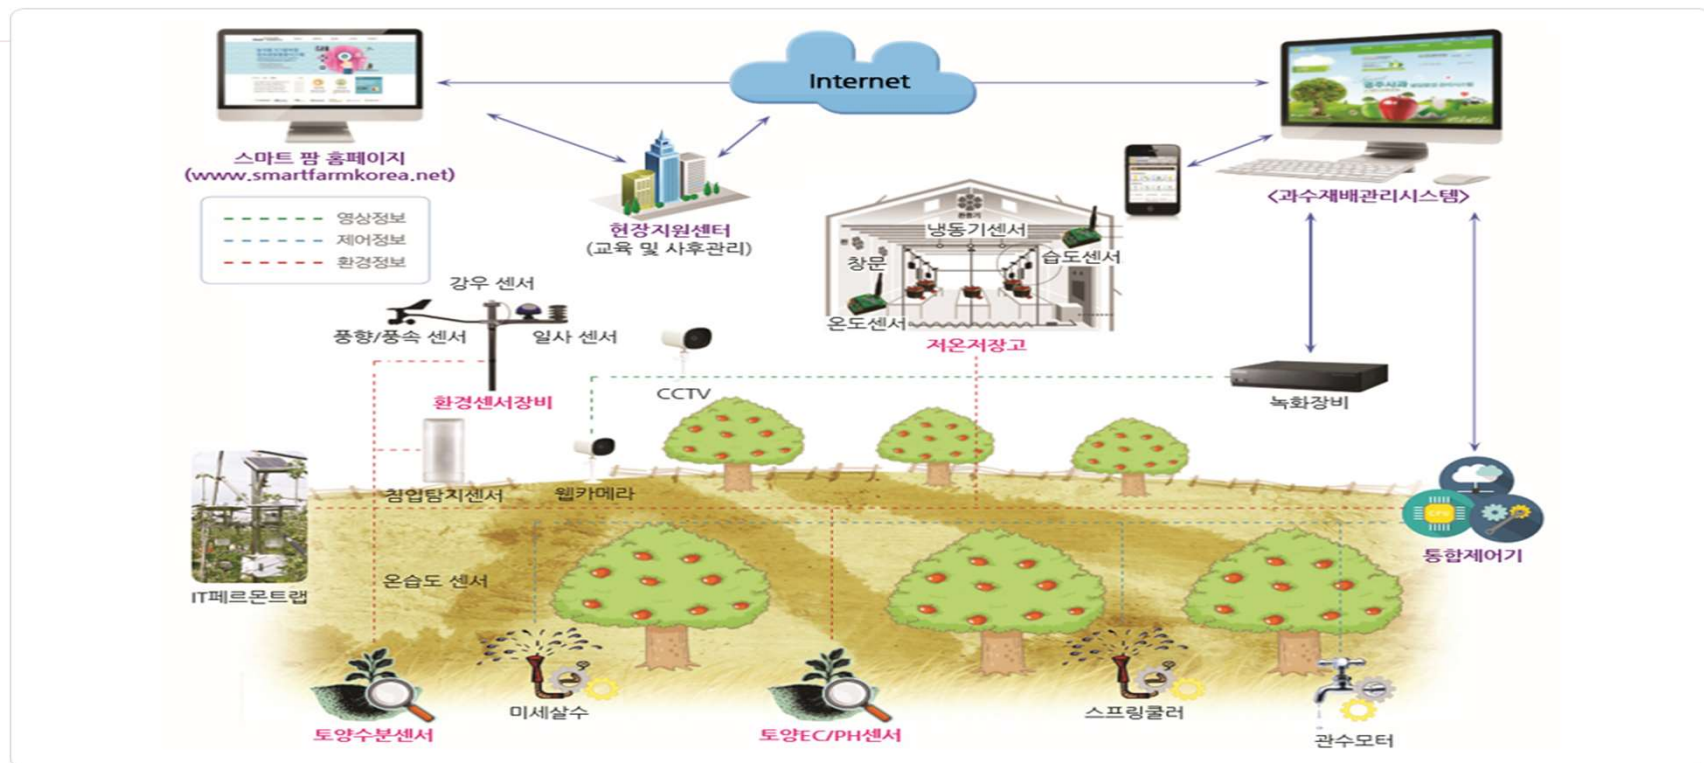 Internet
스마트 팜 홈페이지
(www.smartfarmkorea.net)
영상정보
제어정보
환경정보
현장지원센터
(교육 및 사후관리)
<과수재배관리시스템>
환풍기
냉동기센서
습도센서
창문
온도센서
저온저장고
강우 센서
풍향/풍속 센서
일사 센서
환경센서장비
CCTV
녹화장비
침입탐지센서
웹카메라
IT페르몬트랩
온습도 센서
CPU
통합제어기
토양수분센서
미세살수
토양EC/PH센서
스프링쿨러
관수모터